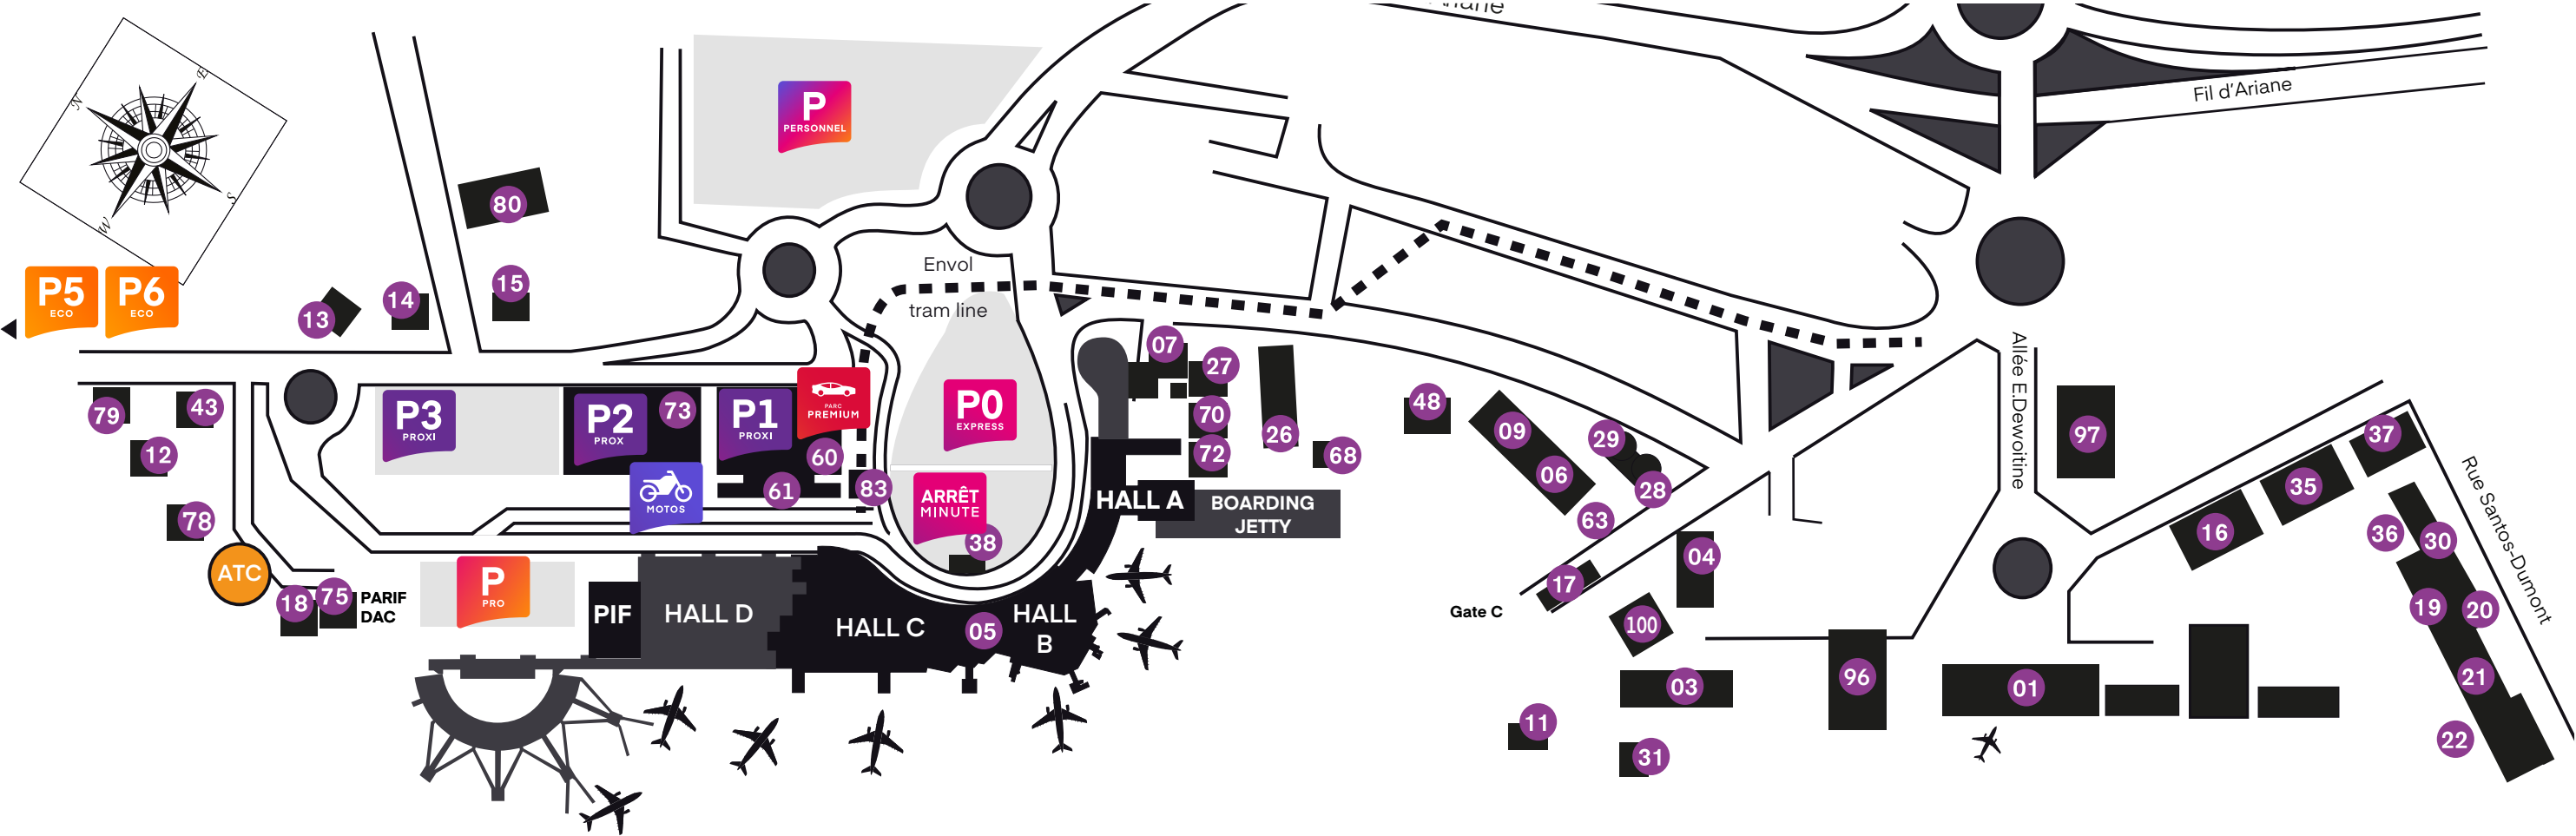 Ariane
N
E
S
W
Fil d'Ariane
P
PERSONNEL
80
15
14
13
P5
ECO
P6
ECO
Envol
tram line
79
43
12
78
ATC
18
75
PARIF
DAC
P3
PROXI
P2
PROX
73
P1
PROXI
PARC
PREMIUM
60
61
83
MOTOS
P0
EXPRESS
ARRÊT
MINUTE
38
P
PRO
PIF
HALL D
HALL C
05
HALL
B
HALL A
BOARDING
JETTY
07
27
70
72
26
68
48
09
06
29
28
63
17
04
Gate C
100
03
11
31
96
01
Allée E.Dewoitine
97
16
35
37
36
30
19
20
21
22
Rue Santos-Dumont